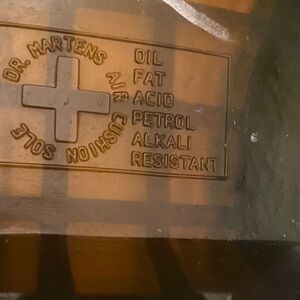 DR. MARTENS AIR CUSHION SOLE
OIL
FAT
ACID
PETROL
ALKALI
RESISTANT